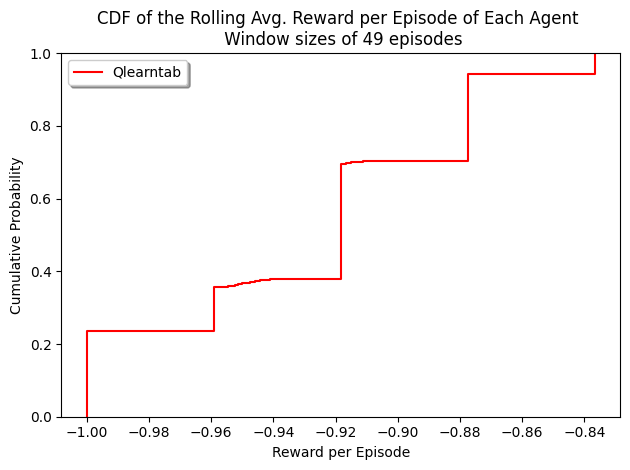 CDF of the Rolling Avg. Reward per Episode of Each Agent
Window sizes of 49 episodes
Qlearntab
1.0
0.8
0.6
0.4
0.2
0.0
Cumulative Probability
−1.00 −0.98 −0.96 −0.94 −0.92 −0.90 −0.88 −0.86 −0.84
Reward per Episode